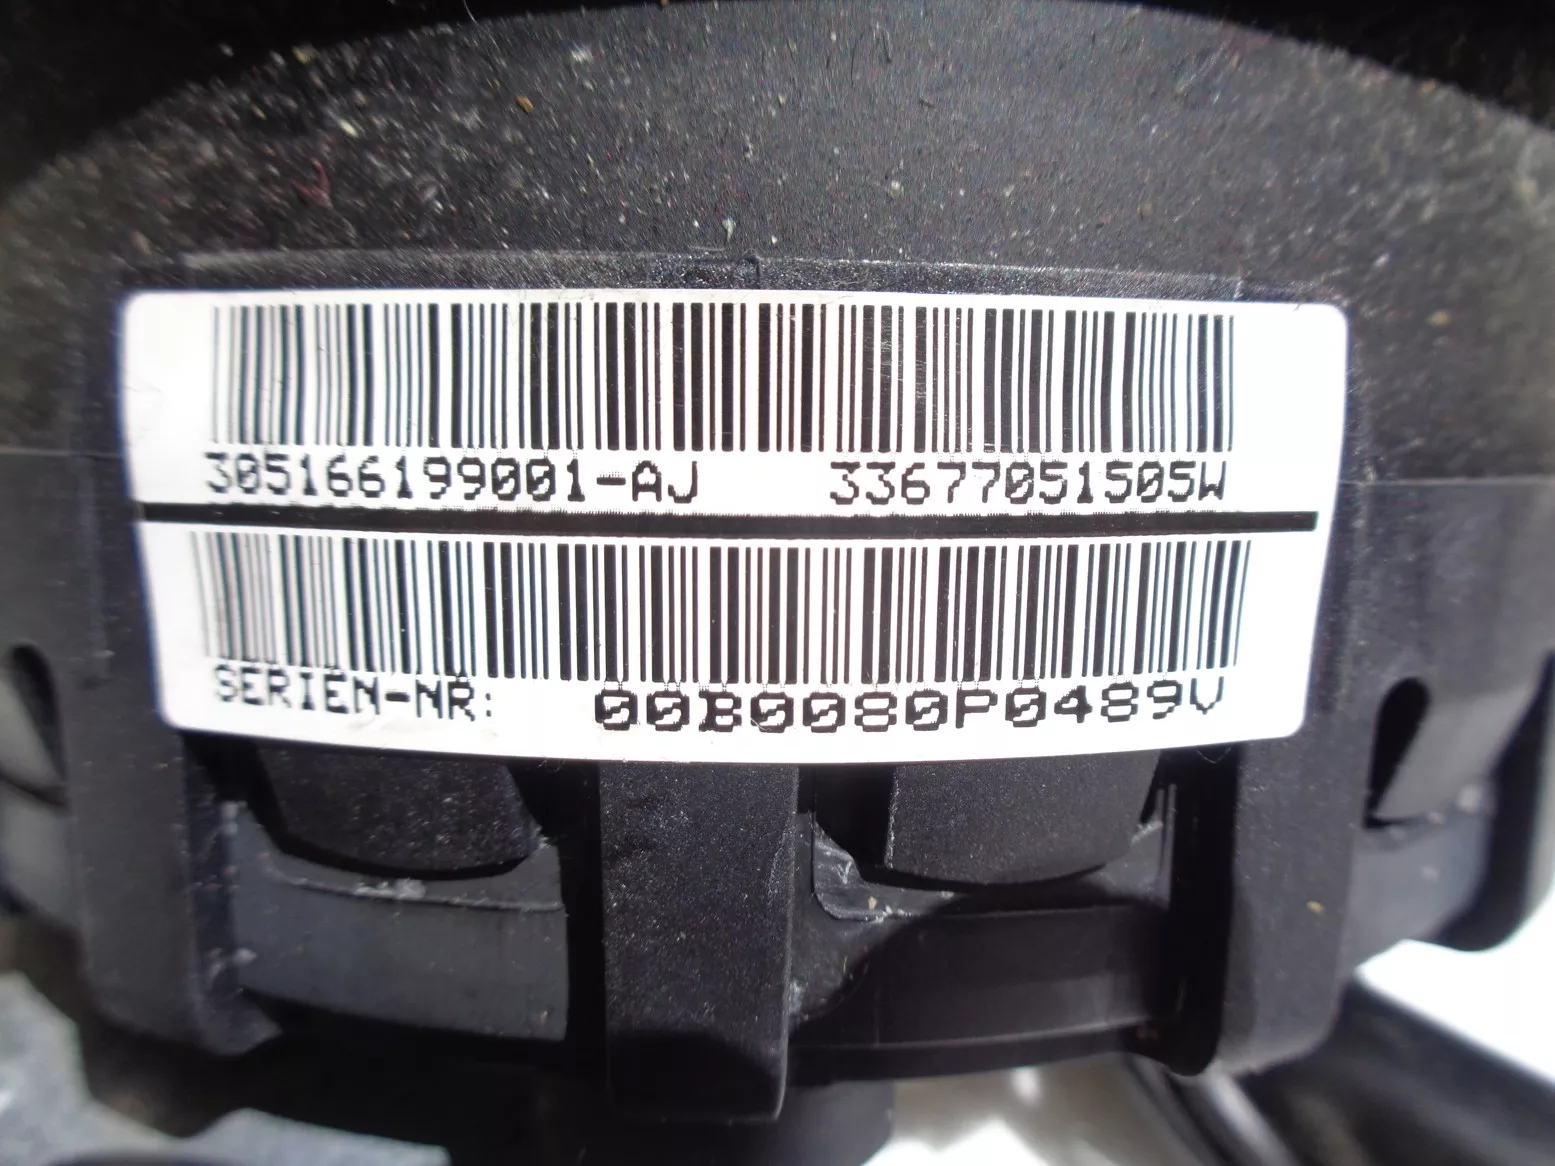 305166199001-AJ 33677051505W
SERIEN-NR: 00B0080P0489V